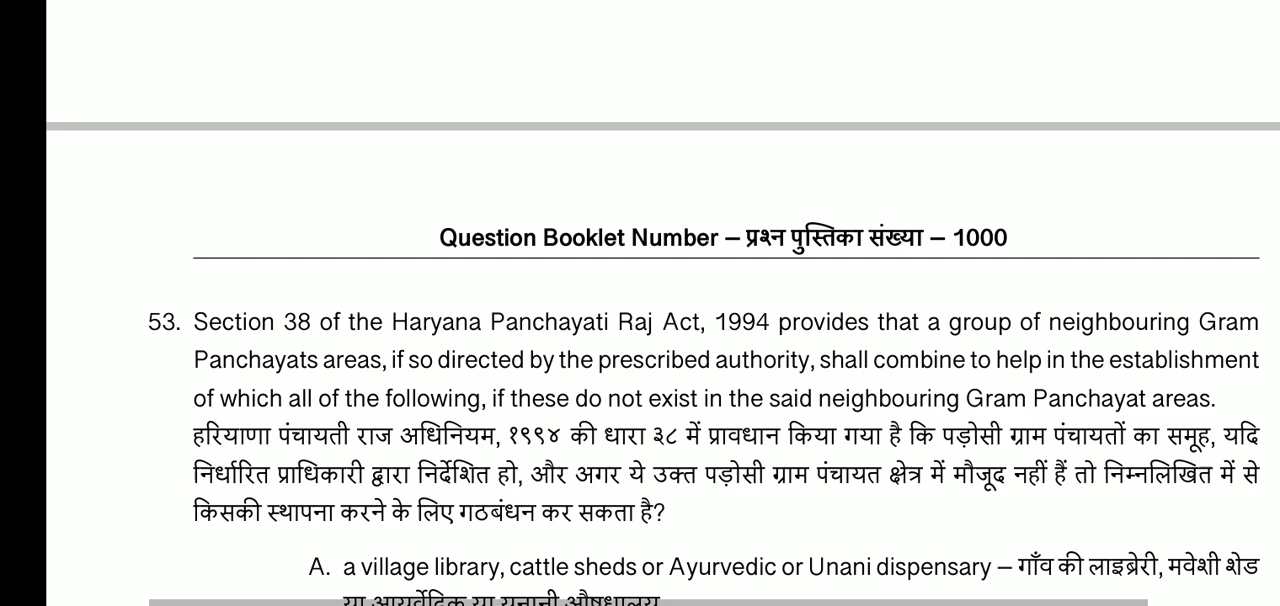 Question Booklet Number – प्रश्न पुस्तिका संख्या – 1000
53. Section 38 of the Haryana Panchayati Raj Act, 1994 provides that a group of neighbouring Gram
Panchayats areas, if so directed by the prescribed authority, shall combine to help in the establishment
of which all of the following, if these do not exist in the said neighbouring Gram Panchayat areas.
हरियाणा पंचायती राज अधिनियम, १९९४ की धारा ३८ में प्रावधान किया गया है कि पड़ोसी ग्राम पंचायतों का समूह, यदि
निर्धारित प्राधिकारी द्वारा निर्देशित हो, और अगर ये उक्त पड़ोसी ग्राम पंचायत क्षेत्र में मौजूद नहीं हैं तो निम्नलिखित में से
किसकी स्थापना करने के लिए गठबंधन कर सकता है?
A. a village library, cattle sheds or Ayurvedic or Unani dispensary – गाँव की लाइब्रेरी, मवेशी शेड
या आयुर्वेदिक या यूनानी औषधालय